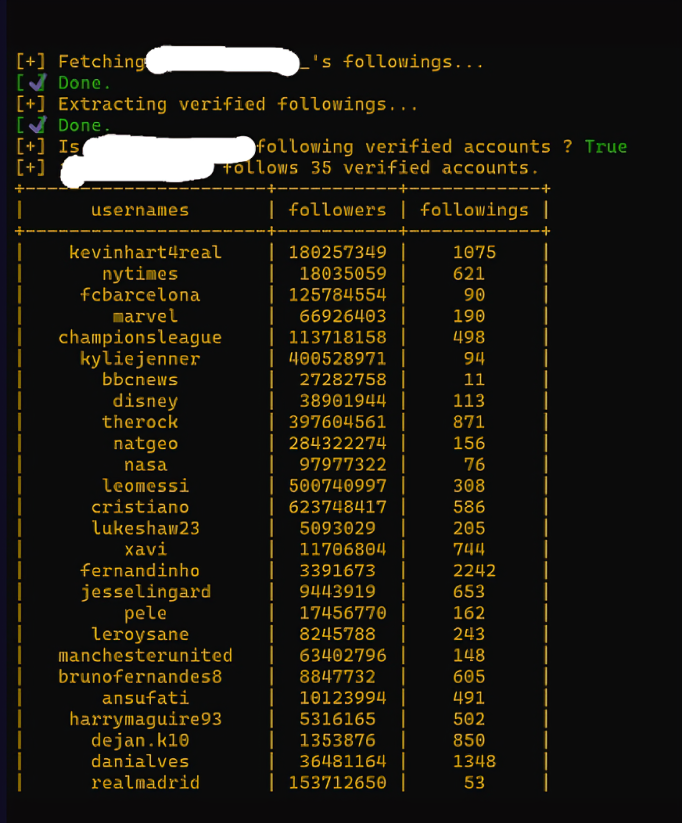 [+] Fetching _'s followings...
[✔] Done.
[+] Extracting verified followings...
[✔] Done.
[+] Is following verified accounts ? True
[+] follows 35 verified accounts.
+-----------------------+-----------+------------+
| usernames | followers | followings |
+-----------------------+-----------+------------+
| kevinhart4real | 180257349 | 1075 |
| nytimes | 18035059 | 621 |
| fcbarcelona | 125784554 | 90 |
| marvel | 66926403 | 190 |
| championsleague | 113718158 | 498 |
| kyliejenner | 400528971 | 94 |
| bbcnews | 27282758 | 11 |
| disney | 38901944 | 113 |
| therock | 397604561 | 871 |
| natgeo | 284322274 | 156 |
| nasa | 97977322 | 76 |
| leomessi | 500740997 | 308 |
| cristiano | 623748417 | 586 |
| lukeshaw23 | 5093029 | 205 |
| xavi | 11706804 | 744 |
| fernandinho | 3391673 | 2242 |
| jesselingard | 9443919 | 653 |
| pele | 17456770 | 162 |
| leroysane | 8245788 | 243 |
| manchesterunited | 63402796 | 148 |
| brunofernandes8 | 8847732 | 605 |
| ansufati | 10123994 | 491 |
| harrymaguire93 | 5316165 | 502 |
| dejan.k10 | 1353876 | 850 |
| danialves | 36481164 | 1348 |
| realmadrid | 153712650 | 53 |